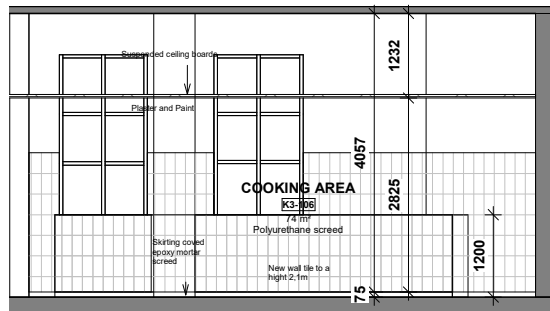 Suspended ceiling boards
1232
Plaster and Paint
4057
COOKING AREA
K3-106
2825
74 m²
Polyurethane screed
Skirting coved
epoxy mortar
screed
1200
New wall tile to a
hight 2,1m
75